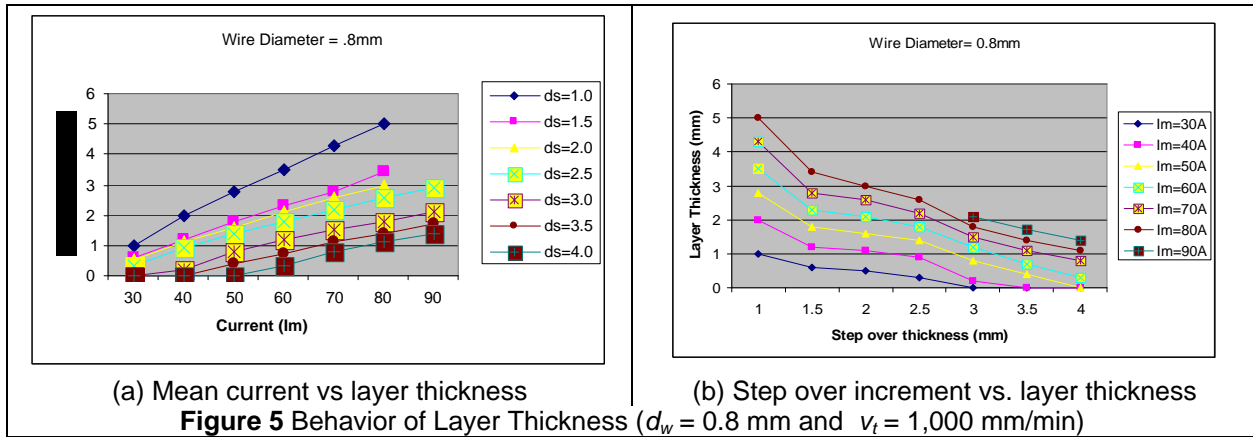 Wire Diameter = .8mm
6
5
4
3
2
1
0
30 40 50 60 70 80 90
Current (Im)
ds=1.0
ds=1.5
ds=2.0
ds=2.5
ds=3.0
ds=3.5
ds=4.0
(a) Mean current vs layer thickness
Wire Diameter= 0.8mm
Layer Thickness (mm)
6
5
4
3
2
1
0
1 1.5 2 2.5 3 3.5 4
Step over thickness (mm)
Im=30A
Im=40A
Im=50A
Im=60A
Im=70A
Im=80A
Im=90A
(b) Step over increment vs. layer thickness
Figure 5 Behavior of Layer Thickness (dw = 0.8 mm and vt = 1,000 mm/min)